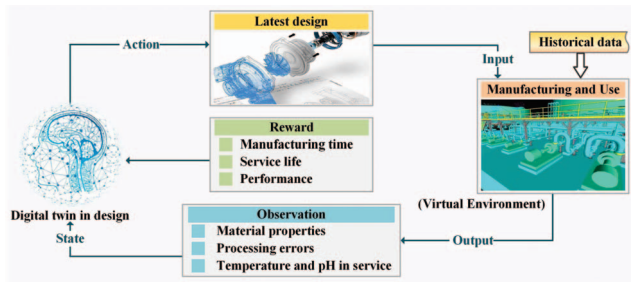 Latest design
Action
Input
Historical data
Manufacturing and Use
(Virtual Environment)
Reward
Manufacturing time
Service life
Performance
Digital twin in design
State
Observation
Material properties
Processing errors
Temperature and pH in service
Output